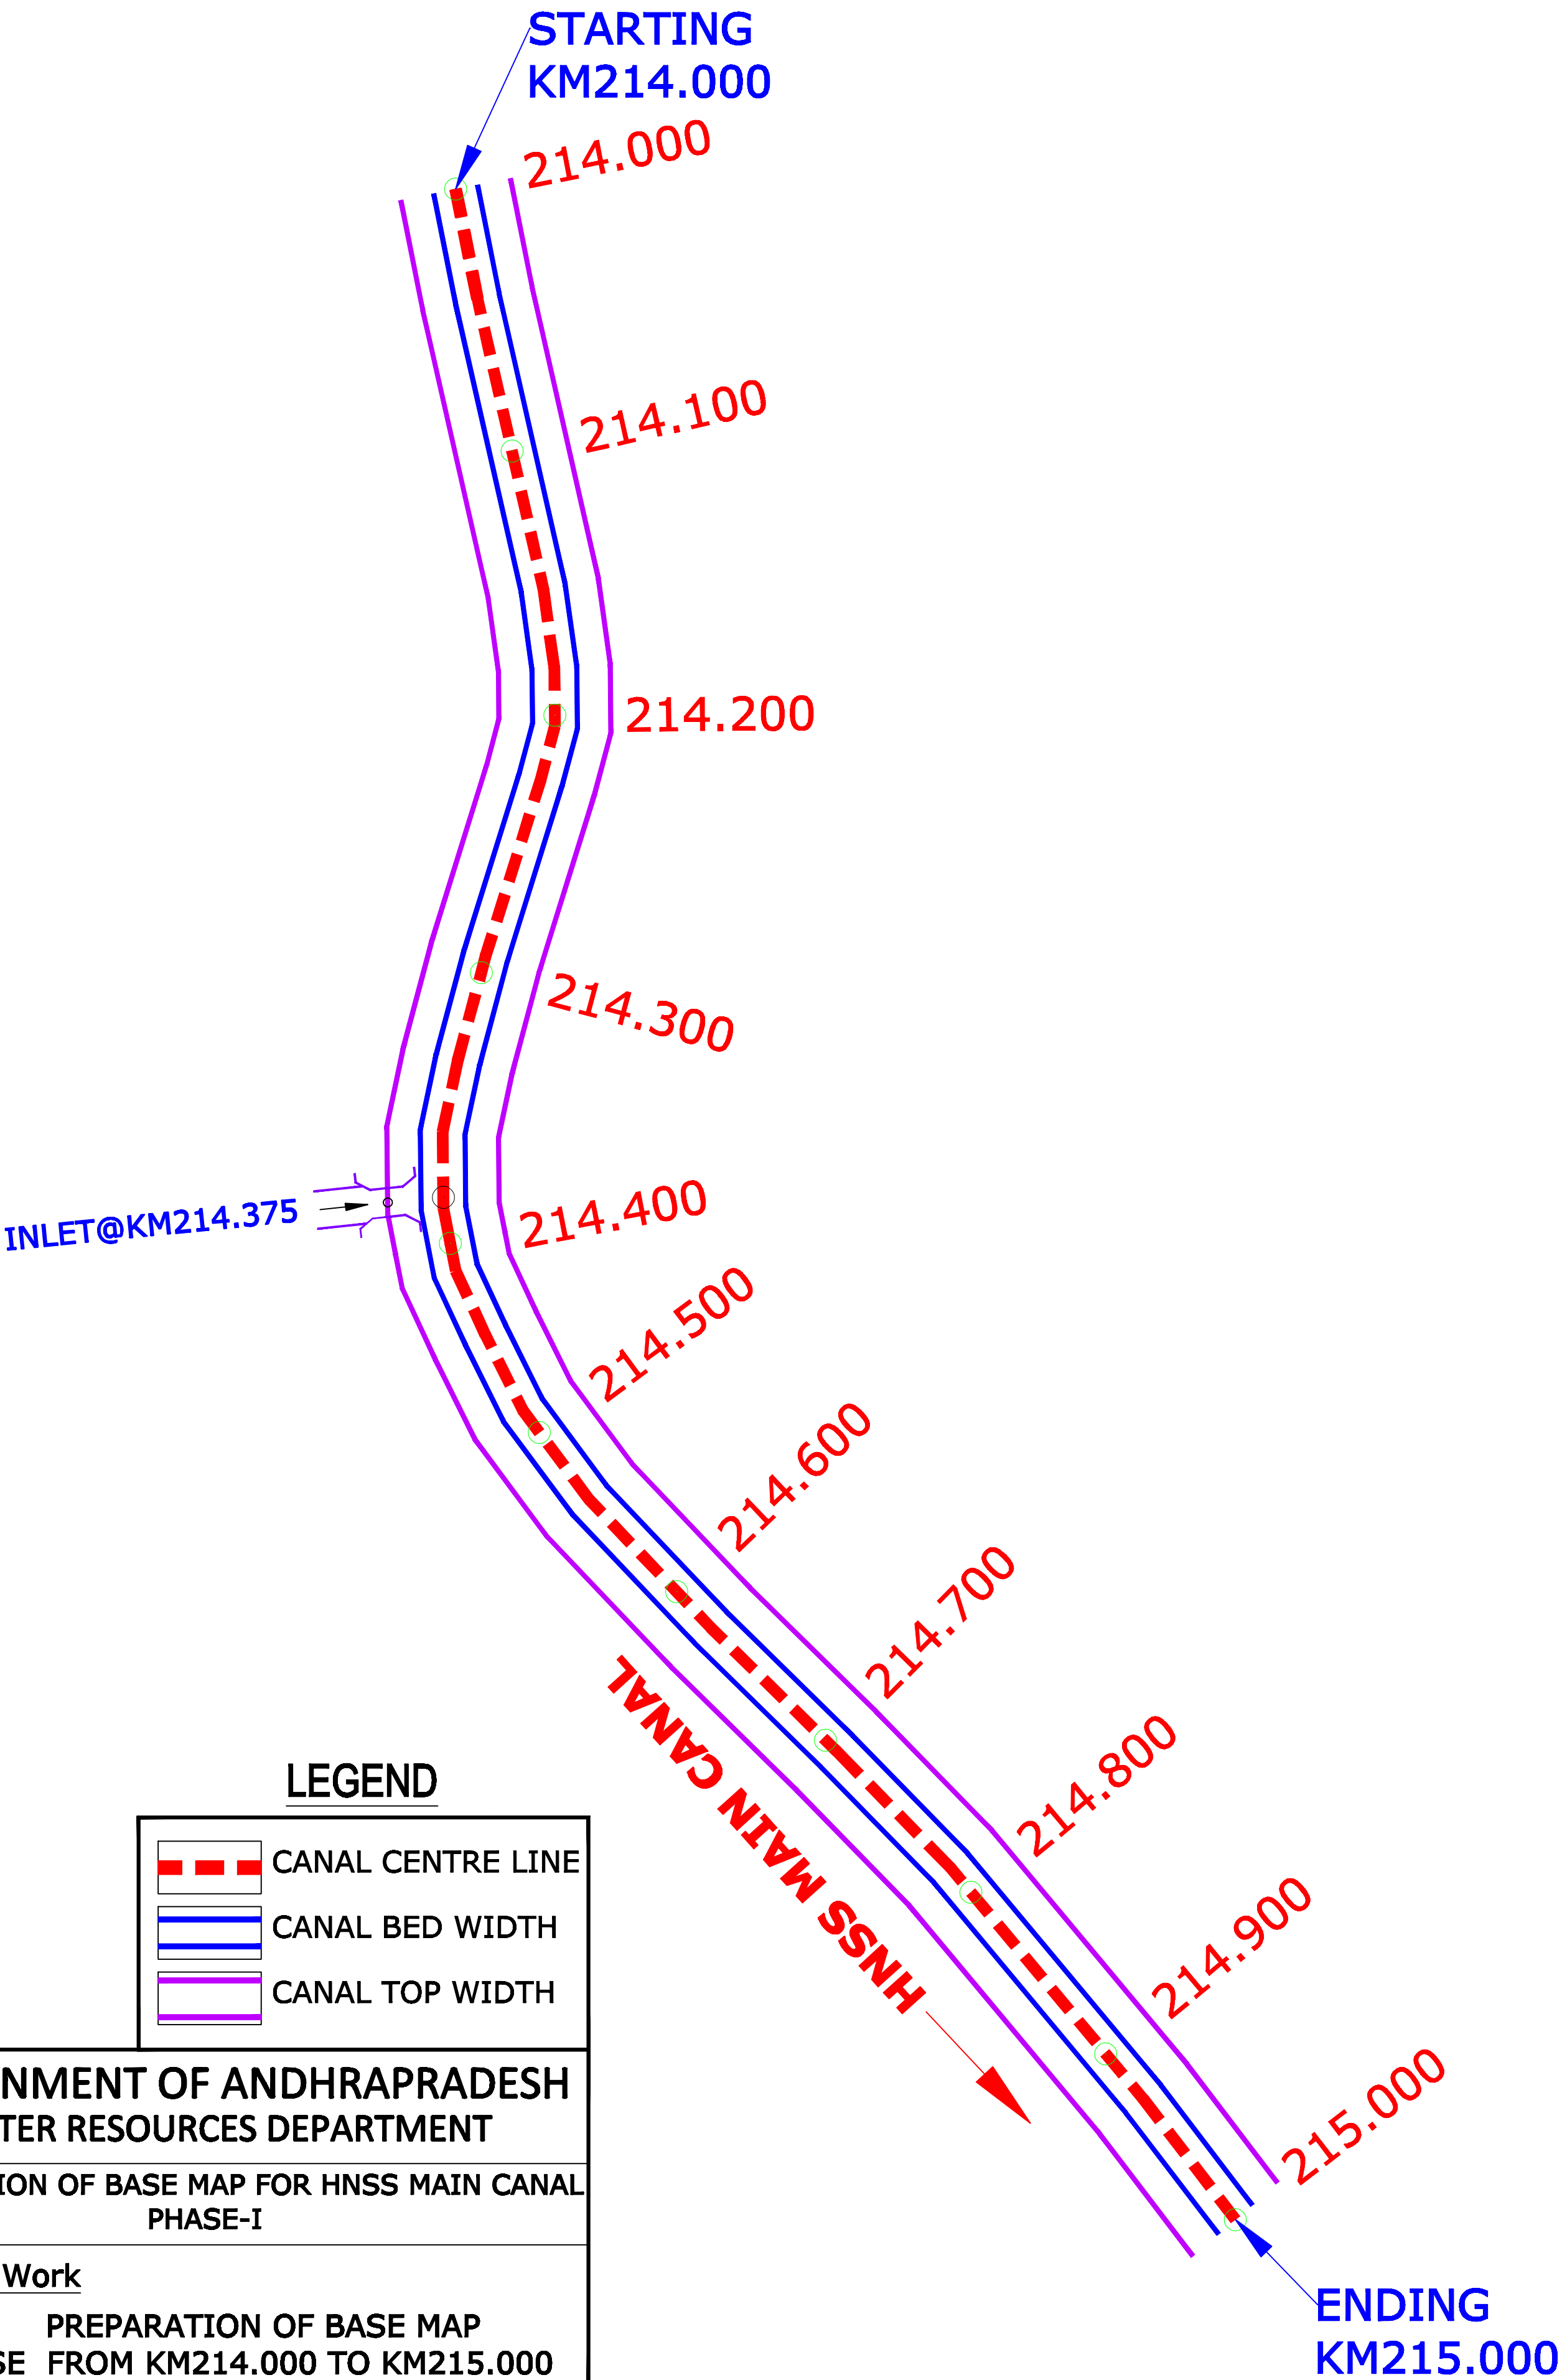 STARTING
KM214.000
214.000
214.100
214.200
214.300
INLET@KM214.375
214.400
214.500
214.600
214.700
HNSS MAIN CANAL
214.800
214.900
215.000
ENDING
KM215.000
LEGEND
CANAL CENTRE LINE
CANAL BED WIDTH
CANAL TOP WIDTH
NMENT OF ANDHRAPRADESH
TER RESOURCES DEPARTMENT
ION OF BASE MAP FOR HNSS MAIN CANAL
PHASE-I
Work
PREPARATION OF BASE MAP
SE FROM KM214.000 TO KM215.000